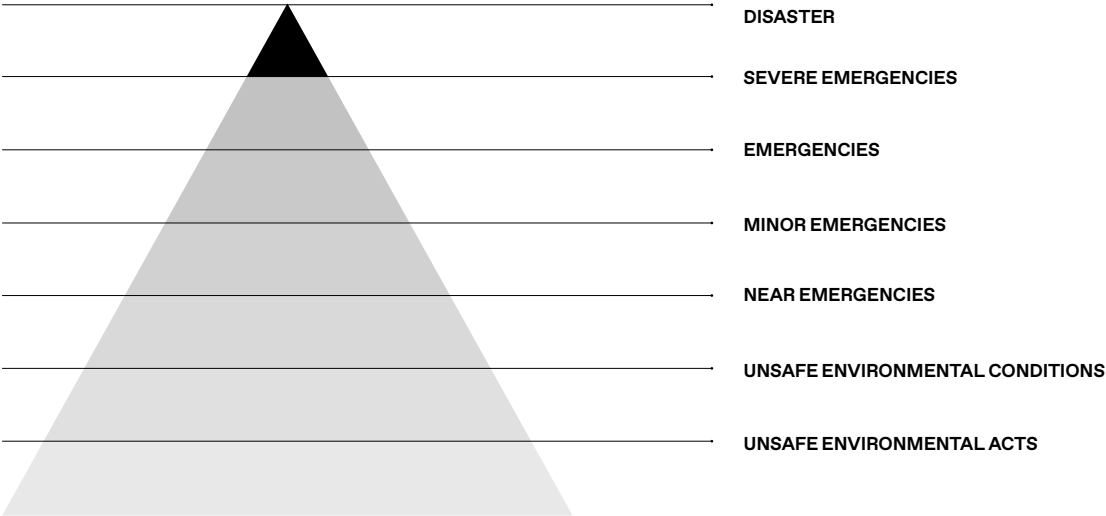 DISASTER
SEVERE EMERGENCIES
EMERGENCIES
MINOR EMERGENCIES
NEAR EMERGENCIES
UNSAFE ENVIRONMENTAL CONDITIONS
UNSAFE ENVIRONMENTAL ACTS